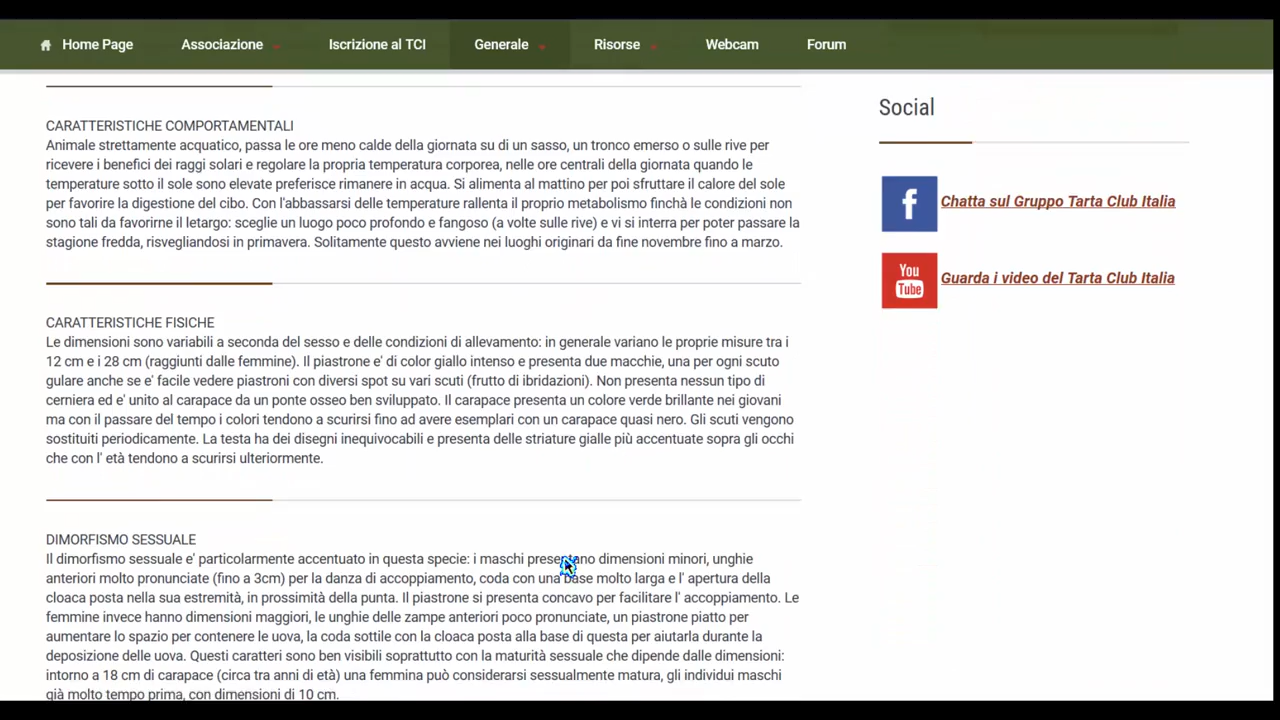 Home Page
Associazione
Iscrizione al TCI
Generale
Risorse
Webcam
Forum
CARATTERISTICHE COMPORTAMENTALI
Animale strettamente acquatico, passa le ore meno calde della giornata su di un sasso, un tronco emerso o sulle rive per
ricevere i benefici dei raggi solari e regolare la propria temperatura corporea, nelle ore centrali della giornata quando le
temperature sotto il sole sono elevate preferisce rimanere in acqua. Si alimenta al mattino per poi sfruttare il calore del sole
per favorire la digestione del cibo. Con l'abbassarsi delle temperature rallenta il proprio metabolismo finchà le condizioni non
sono tali da favorirne il letargo: sceglie un luogo poco profondo e fangoso (a volte sulle rive) e vi si interra per poter passare la
stagione fredda, risvegliandosi in primavera. Solitamente questo avviene nei luoghi originari da fine novembre fino a marzo.
CARATTERISTICHE FISICHE
Le dimensioni sono variabili a seconda del sesso e delle condizioni di allevamento: in generale variano le proprie misure tra i
12 cm e i 28 cm (raggiunti dalle femmine). Il piastrone e' di color giallo intenso e presenta due macchie, una per ogni scuto
gulare anche se e' facile vedere piastroni con diversi spot su vari scuti (frutto di ibridazioni). Non presenta nessun tipo di
cerniera ed e' unito al carapace da un ponte osseo ben sviluppato. Il carapace presenta un colore verde brillante nei giovani
ma con il passare del tempo i colori tendono a scurirsi fino ad avere esemplari con un carapace quasi nero. Gli scuti vengono
sostituiti periodicamente. La testa ha dei disegni inequivocabili e presenta delle striature gialle più accentuate sopra gli occhi
che con l' età tendono a scurirsi ulteriormente.
DIMORFISMO SESSUALE
Il dimorfismo sessuale e' particolarmente accentuato in questa specie: i maschi presentano dimensioni minori, unghie
anteriori molto pronunciate (fino a 3cm) per la danza di accoppiamento, coda con una base molto larga e l' apertura della
cloaca posta nella sua estremità, in prossimità della punta. Il piastrone si presenta concavo per facilitare l' accoppiamento. Le
femmine invece hanno dimensioni maggiori, le unghie delle zampe anteriori poco pronunciate, un piastrone piatto per
aumentare lo spazio per contenere le uova, la coda sottile con la cloaca posta alla base di questa per aiutarla durante la
deposizione delle uova. Questi caratteri sono ben visibili soprattutto con la maturità sessuale che dipende dalle dimensioni:
intorno a 18 cm di carapace (circa tra anni di età) una femmina può considerarsi sessualmente matura, gli individui maschi
già molto tempo prima, con dimensioni di 10 cm.
Social
f
Chatta sul Gruppo Tarta Club Italia
You
Tube
Guarda i video del Tarta Club Italia